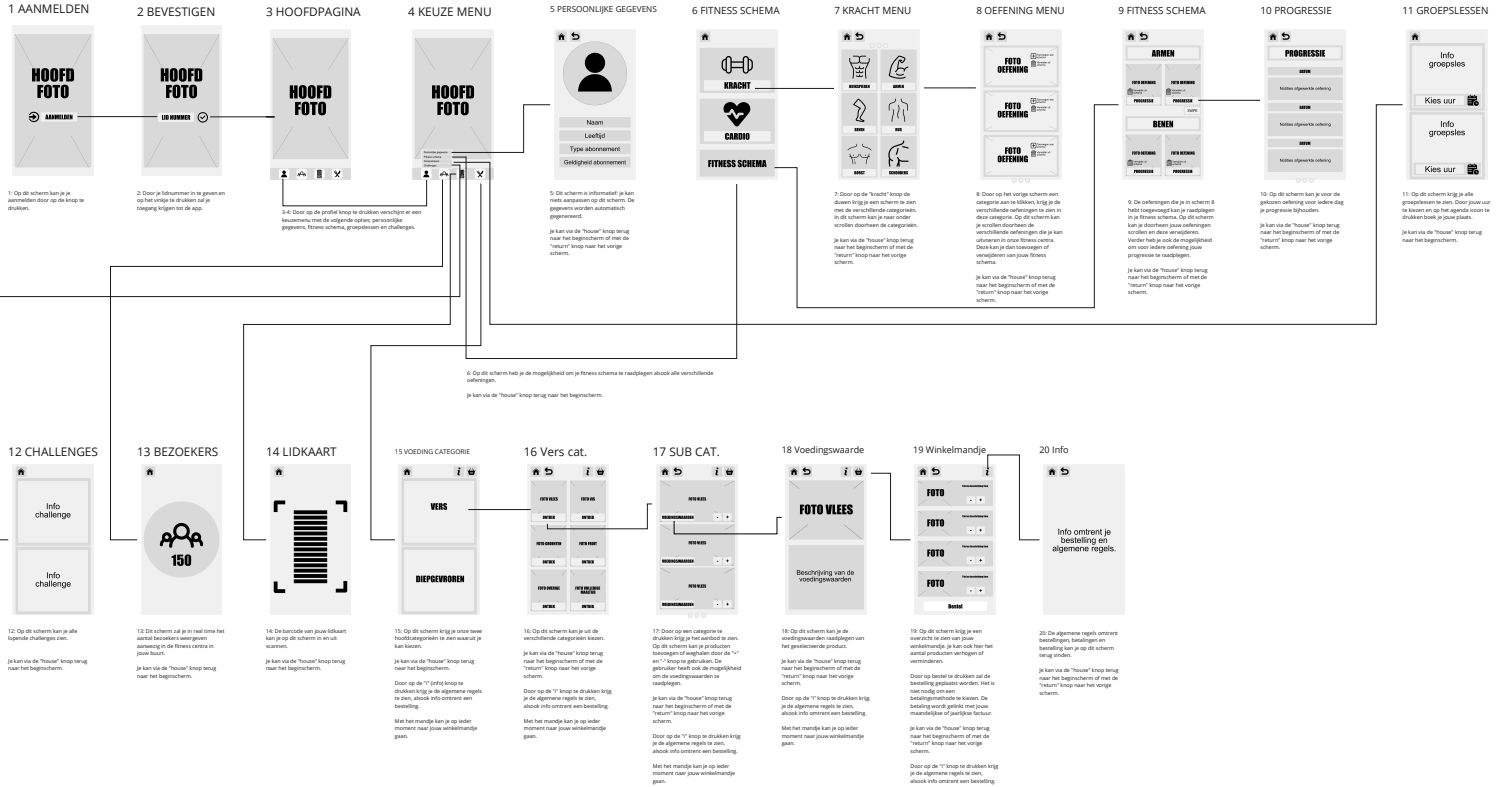 1 AANMELDEN
HOOFD
FOTO
AANMELDEN
1: Op dit scherm kan je je
aanmelden door op de knop te
drukken.
2 BEVESTIGEN
HOOFD
FOTO
LID NUMMER
2: Door je lidnummer in te geven en
op het vinkje te drukken zal je
toegang krijgen tot de app.
3 HOOFDPAGINA
HOOFD
FOTO
4 KEUZE MENU
HOOFD
FOTO
Persoonlijke gegevens
Fitness schema
Groepslessen
Challenges
3-4: Door op de profiel knop te drukken verschijnt er een
keuzemenu met de volgende opties; persoonlijke
gegevens, fitness schema, groepslessen en challenges.
5 PERSOONLIJKE GEGEVENS
Naam
Leeftijd
Type abonnement
Geldigheid abonnement
5: Dit scherm is informatief: je kan
niets aanpassen op dit scherm. De
gegevens worden automatisch
gegenereerd.
Je kan via de "house" knop terug
naar het beginscherm of met de
"return" knop naar het vorige
scherm.
6 FITNESS SCHEMA
KRACHT
CARDIO
FITNESS SCHEMA
6: Op dit scherm heb je de mogelijkheid om je fitness schema te raadplegen alsook alle verschillende
oefeningen.
Je kan via de "house" knop terug naar het beginscherm.
7 KRACHT MENU
BUIKSPIEREN
ARMEN
BENEN
RUG
BORST
SCHOUDERS
7: Door op de "kracht" knop de
duwen krijg je een scherm te zien
met de verschillende categorieën.
In dit scherm kan je naar onder
scrollen doorheen de categorieën.
Je kan via de "house" knop terug
naar het beginscherm of met de
"return" knop naar het vorige
scherm.
8 OEFENING MENU
FOTO
OEFENING
FOTO
OEFENING
FOTO
OEFENING
8: Door op het vorige scherm een
categorie aan te klikken, krijg je de
verschillende oefeningen te zien in
deze categorie. Op dit scherm kan
je scrollen doorheen de
verschillende oefeningen die je kan
uitvoeren in onze fitness centra.
Deze kan je dan toevoegen of
verwijderen van jouw fitness
schema.
Je kan via de "house" knop terug
naar het beginscherm of met de
"return" knop naar het vorige
scherm.
9 FITNESS SCHEMA
ARMEN
FOTO OEFENING
FOTO OEFENING
PROGRESSIE
PROGRESSIE
SWIPE
BENEN
FOTO OEFENING
FOTO OEFENING
PROGRESSIE
PROGRESSIE
9: De oefeningen die je in scherm 8
hebt toegevoegd kan je raadplegen
in je fitness schema. Op dit scherm
kan je doorheen jouw oefeningen
scrollen en deze verwijderen.
Verder heb je ook de mogelijkheid
om voor iedere oefening jouw
progressie te raadplegen.
Je kan via de "house" knop terug
naar het beginscherm of met de
"return" knop naar het vorige
scherm.
10 PROGRESSIE
PROGRESSIE
DATUM
Notities afgewerkte oefening
DATUM
Notities afgewerkte oefening
DATUM
Notities afgewerkte oefening
10: Op dit scherm kan je voor de
gekozen oefening voor iedere dag
je progressie bijhouden.
Je kan via de "house" knop terug
naar het beginscherm of met de
"return" knop naar het vorige
scherm.
11 GROEPSLESSEN
Info
groepsles
Kies uur
Info
groepsles
Kies uur
11: Op dit scherm krijg je alle
groepslessen te zien. Door jouw uur
te kiezen en op het agenda icoon te
drukken boek je jouw plaats.
Je kan via de "house" knop terug
naar het beginscherm.
12 CHALLENGES
Info
challenge
Info
challenge
12: Op dit scherm kan je alle
lopende challenges zien.
Je kan via de "house" knop terug
naar het beginscherm.
13 BEZOEKERS
150
13: Dit scherm zal je in real time het
aantal bezoekers weergeven
aanwezig in de fitness centra in
jouw buurt.
Je kan via de "house" knop terug
naar het beginscherm.
14 LIDKAART
14: De barcode van jouw lidkaart
kan je op dit scherm in en uit
scannen.
Je kan via de "house" knop terug
naar het beginscherm.
15 VOEDING CATEGORIE
i
VERS
DIEPGEVROREN
15: Op dit scherm krijg je onze twee
hoofdcategorieën te zien waaruit je
kan kiezen.
Je kan via de "house" knop terug
naar het beginscherm.
Door op de "i" (info) knop te
drukken krijg je de algemene regels
te zien, alsook info omtrent een
bestelling.
Met het mandje kan je op ieder
moment naar jouw winkelmandje
gaan.
16 Vers cat.
i
FOTO VLEES
FOTO VIS
ONTDEK
ONTDEK
FOTO GROENTEN
FOTO FRUIT
ONTDEK
ONTDEK
FOTO OVERIGE
FOTO VOLLEDIGE
MAALTIJD
ONTDEK
ONTDEK
16: Op dit scherm kan je uit de
verschillende categorieën kiezen.
Je kan via de "house" knop terug
naar het beginscherm of met de
"return" knop naar het vorige
scherm.
Door op de "i" knop te drukken krijg
je de algemene regels te zien,
alsook info omtrent een bestelling.
Met het mandje kan je op ieder
moment naar jouw winkelmandje
gaan.
17 SUB CAT.
i
FOTO VLEES
VOEDINGSWAARDEN - +
FOTO VLEES
VOEDINGSWAARDEN - +
FOTO VLEES
VOEDINGSWAARDEN - +
17: Door op een categorie te
drukken krijg je het aanbod te zien.
Op dit scherm kan je producten
toevoegen of weghalen door de "+"
en "-" knop te gebruiken. De
gebruiker heeft ook de mogelijkheid
om de voedingswaarden te
raadplegen.
Je kan via de "house" knop terug
naar het beginscherm of met de
"return" knop naar het vorige
scherm.
Door op de "i" knop te drukken krijg
je de algemene regels te zien,
alsook info omtrent een bestelling.
Met het mandje kan je op ieder
moment naar jouw winkelmandje
gaan.
18 Voedingswaarde
i
FOTO VLEES
Beschrijving van de
voedingswaarden
18: Op dit scherm kan je de
voedingswaarden raadplegen van
het geselecteerde product.
Je kan via de "house" knop terug
naar het beginscherm of met de
"return" knop naar het vorige
scherm.
Door op de "i" knop te drukken krijg
je de algemene regels te zien,
alsook info omtrent een bestelling.
Met het mandje kan je op ieder
moment naar jouw winkelmandje
gaan.
19 Winkelmandje
i
FOTO
- +
FOTO
- +
FOTO
- +
FOTO
- +
Bestel
19: Op dit scherm krijg je een
overzicht te zien van jouw
winkelmandje. Je kan ook hier het
aantal producten verhogen of
verminderen.
Door op bestel te drukken zal de
bestelling geplaatst worden. Het is
niet nodig om een
betalingsmethode te kiezen. De
betaling wordt gelinkt met jouw
maandelijkse of jaarlijkse factuur.
Je kan via de "house" knop terug
naar het beginscherm of met de
"return" knop naar het vorige
scherm.
Door op de "i" knop te drukken krijg
je de algemene regels te zien,
alsook info omtrent een bestelling.
20 Info
Info omtrent je
bestelling en
algemene regels.
20: De algemene regels omtrent
bestellingen, betalingen en
bestelling kan je op dit scherm
terug vinden.
Je kan via de "house" knop terug
naar het beginscherm of met de
"return" knop naar het vorige
scherm.